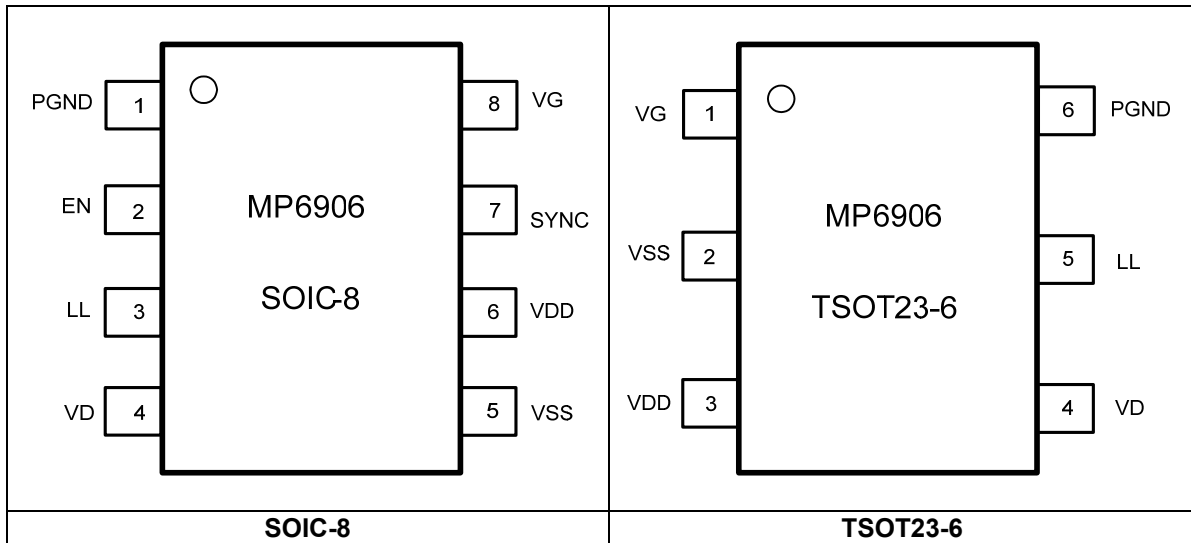 PGND 1 8 VG
EN 2 7 SYNC
MP6906
LL 3 6 VDD
SOIC-8
VD 4 5 VSS
SOIC-8
VG 1 6 PGND
MP6906
VSS 2 5 LL
TSOT23-6
VDD 3 4 VD
TSOT23-6